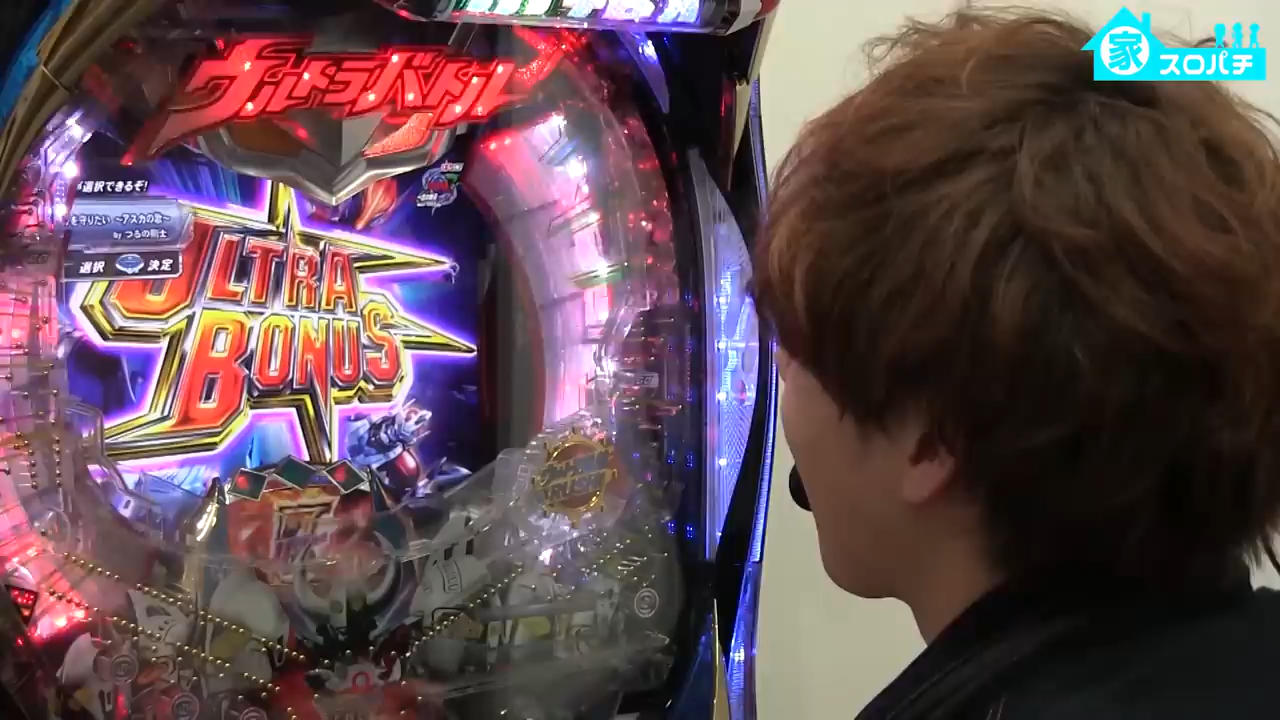 家
スロパチ
ウルトラバトル
選択できるぞ!
を守りたい ～アスカの歌～
by つるの剛士
選択 決定
ULTRA
BONUS